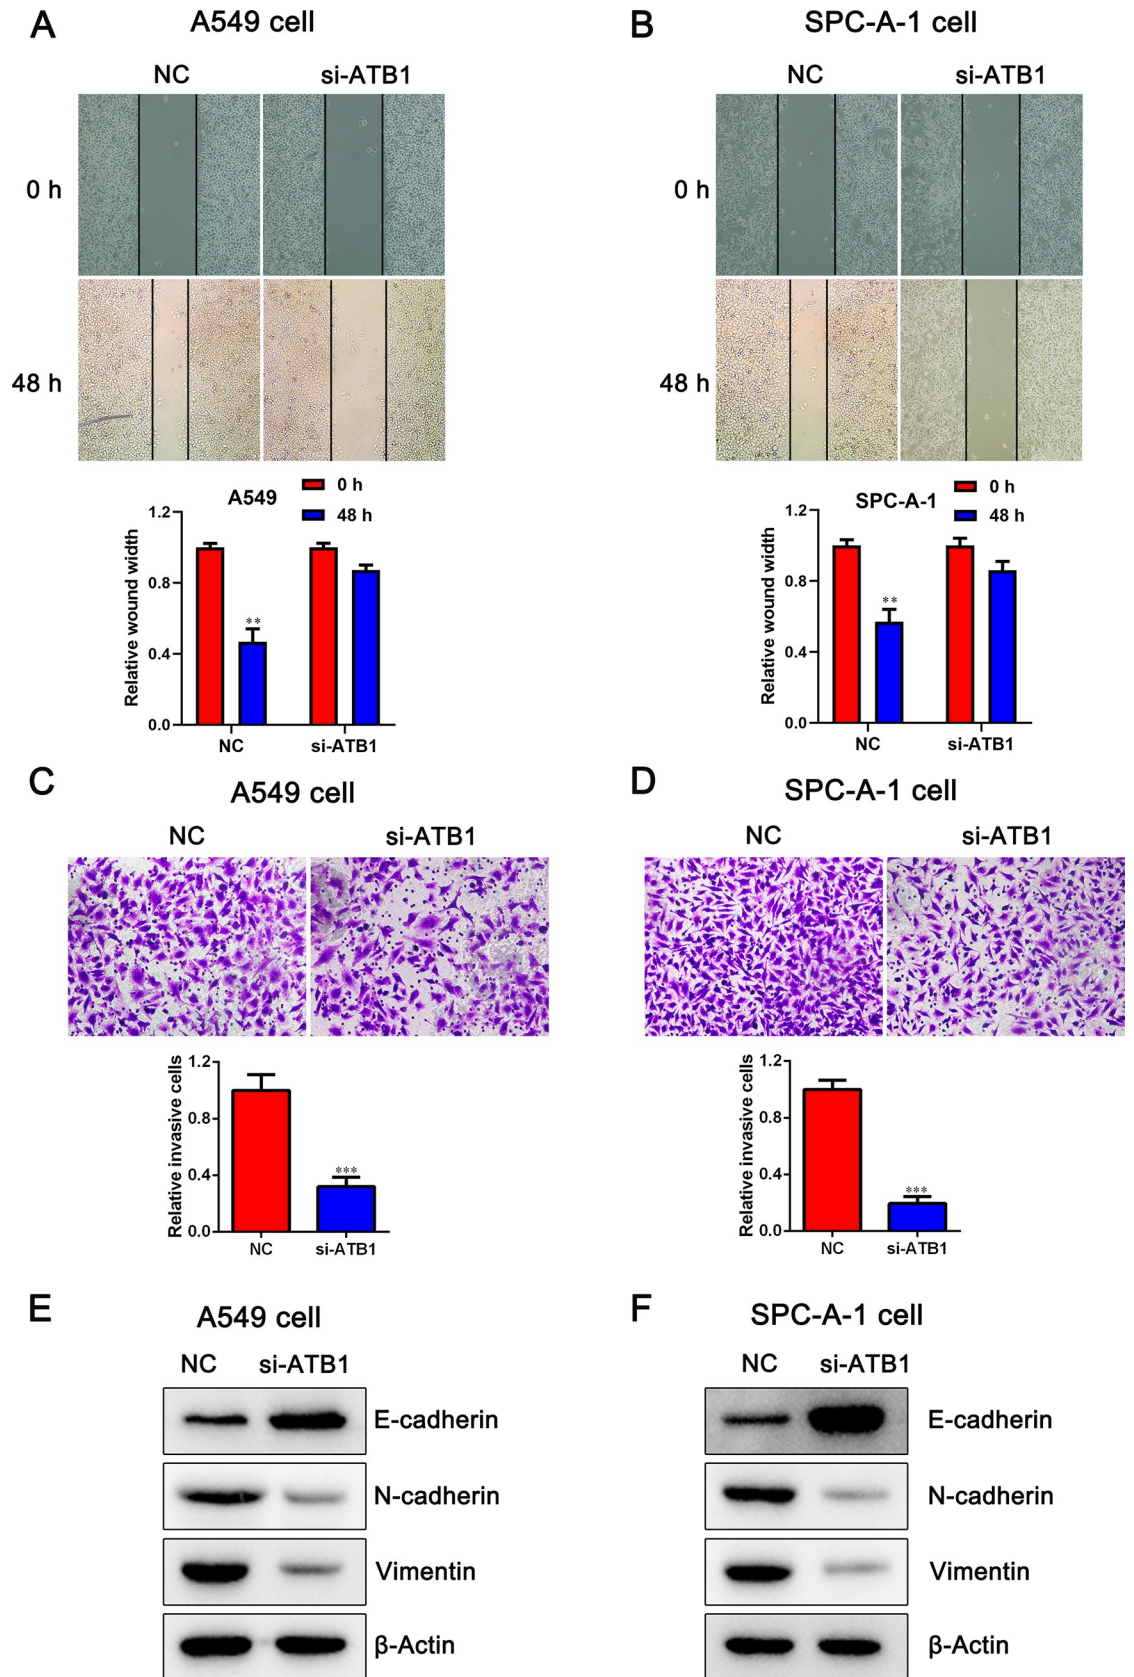 A
A549 cell
NC
si-ATB1
0 h
48 h
A549
0 h
48 h
Relative wound width
1.2
0.8
0.4
0.0
**
NC
si-ATB1
B
SPC-A-1 cell
NC
si-ATB1
0 h
48 h
SPC-A-1
0 h
48 h
Relative wound width
1.2
0.8
0.4
0.0
**
NC
si-ATB1
C
A549 cell
NC
si-ATB1
Relative invasive cells
1.2
0.8
0.4
0.0
***
NC
si-ATB1
D
SPC-A-1 cell
NC
si-ATB1
Relative invasive cells
1.2
0.8
0.4
0.0
***
NC
si-ATB1
E
A549 cell
NC
si-ATB1
E-cadherin
N-cadherin
Vimentin
β-Actin
F
SPC-A-1 cell
NC
si-ATB1
E-cadherin
N-cadherin
Vimentin
β-Actin